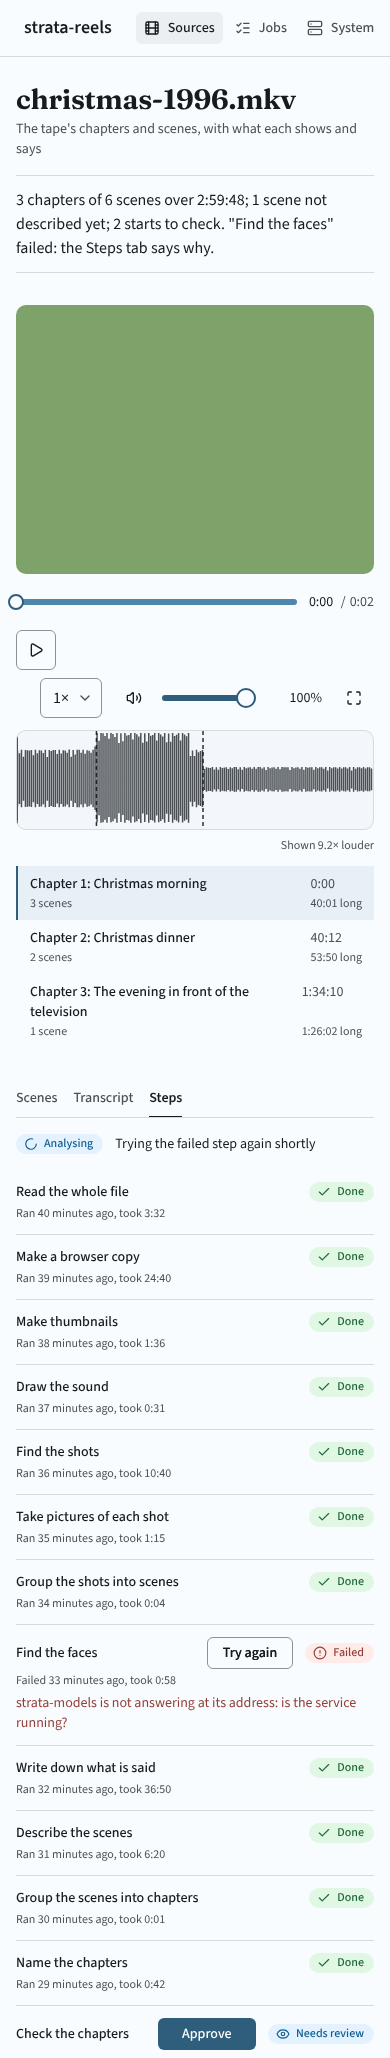 strata-reels Sources Jobs System
christmas-1996.mkv
The tape's chapters and scenes, with what each shows and
says
3 chapters of 6 scenes over 2:59:48; 1 scene not
described yet; 2 starts to check. "Find the faces"
failed: the Steps tab says why.
0:00 / 0:02
1× 100%
Shown 9.2× louder
Chapter 1: Christmas morning 0:00
3 scenes 40:01 long
Chapter 2: Christmas dinner 40:12
2 scenes 53:50 long
Chapter 3: The evening in front of the 1:34:10
television
1 scene 1:26:02 long
Scenes Transcript Steps
Analysing Trying the failed step again shortly
Read the whole file Done
Ran 40 minutes ago, took 3:32
Make a browser copy Done
Ran 39 minutes ago, took 24:40
Make thumbnails Done
Ran 38 minutes ago, took 1:36
Draw the sound Done
Ran 37 minutes ago, took 0:31
Find the shots Done
Ran 36 minutes ago, took 10:40
Take pictures of each shot Done
Ran 35 minutes ago, took 1:15
Group the shots into scenes Done
Ran 34 minutes ago, took 0:04
Find the faces Try again Failed
Failed 33 minutes ago, took 0:58
strata-models is not answering at its address: is the service
running?
Write down what is said Done
Ran 32 minutes ago, took 36:50
Describe the scenes Done
Ran 31 minutes ago, took 6:20
Group the scenes into chapters Done
Ran 30 minutes ago, took 0:01
Name the chapters Done
Ran 29 minutes ago, took 0:42
Check the chapters Approve Needs review